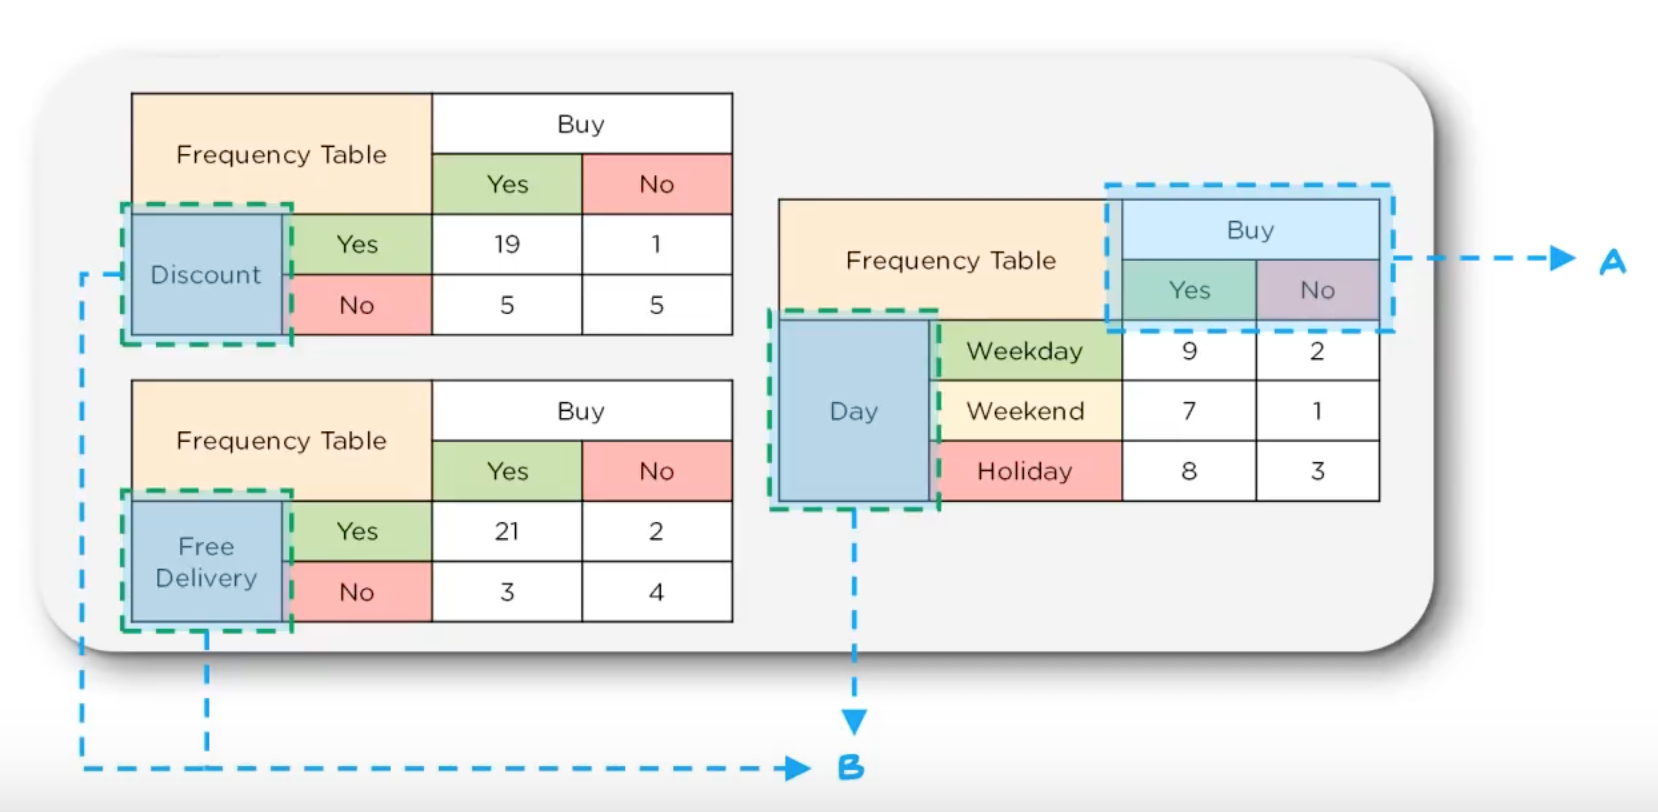 Frequency Table
Buy
Yes No
Discount
Yes 19 1
No 5 5
Frequency Table
Buy
Yes No
Free
Delivery
Yes 21 2
No 3 4
Frequency Table
Buy
Yes No
Day
Weekday 9 2
Weekend 7 1
Holiday 8 3
A
B